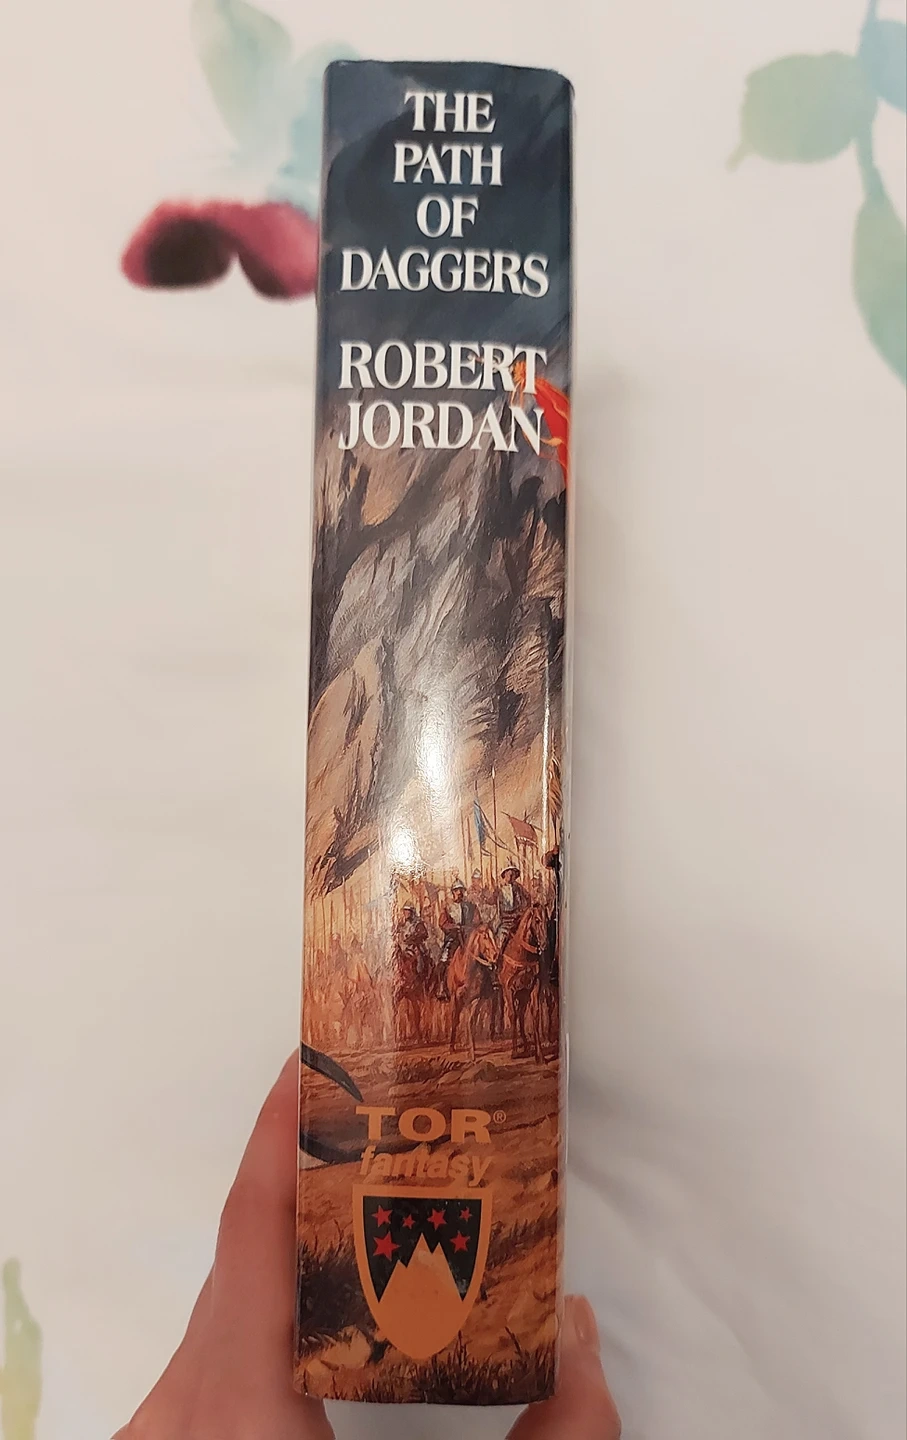 THE
PATH
OF
DAGGERS
ROBERT
JORDAN
TOR®
fantasy